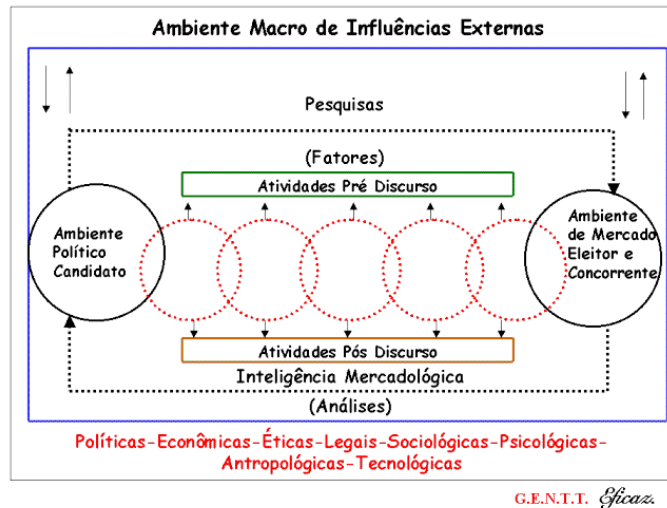 Ambiente Macro de Influências Externas
Pesquisas
(Fatores)
Atividades Pré Discurso
Ambiente
Político
Candidato
Ambiente
de Mercado
Eleitor e
Concorrente
Atividades Pós Discurso
Inteligência Mercadológica
(Análises)
Políticas-Econômicas-Éticas-Legais-Sociológicas-Psicológicas-
Antropológicas-Tecnológicas
G.E.N.T.T. Eficaz.